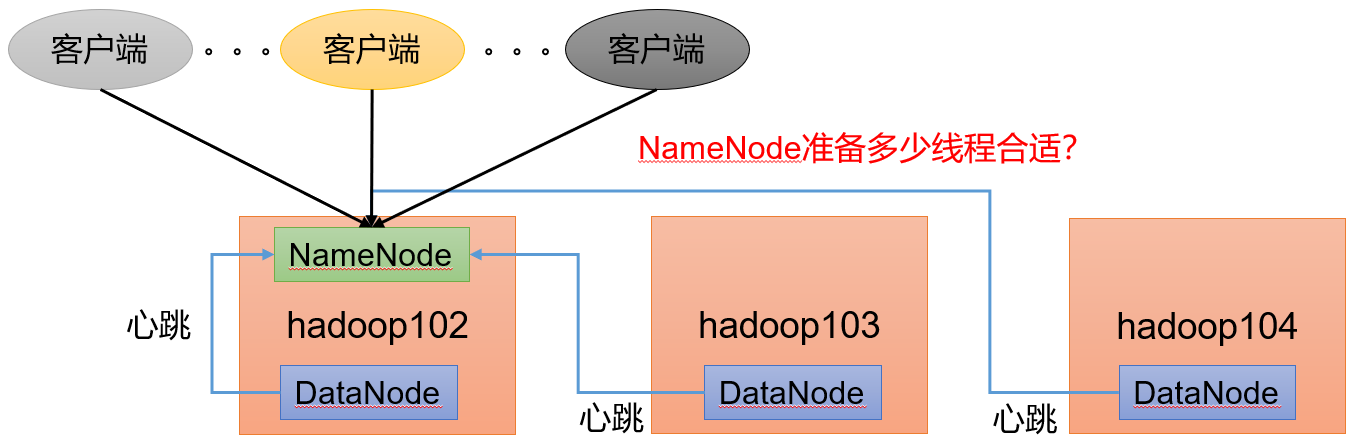 客户端 。。。 客户端 。。。 客户端
NameNode准备多少线程合适?
NameNode
心跳 hadoop102 hadoop103 hadoop104
DataNode DataNode DataNode
心跳 心跳